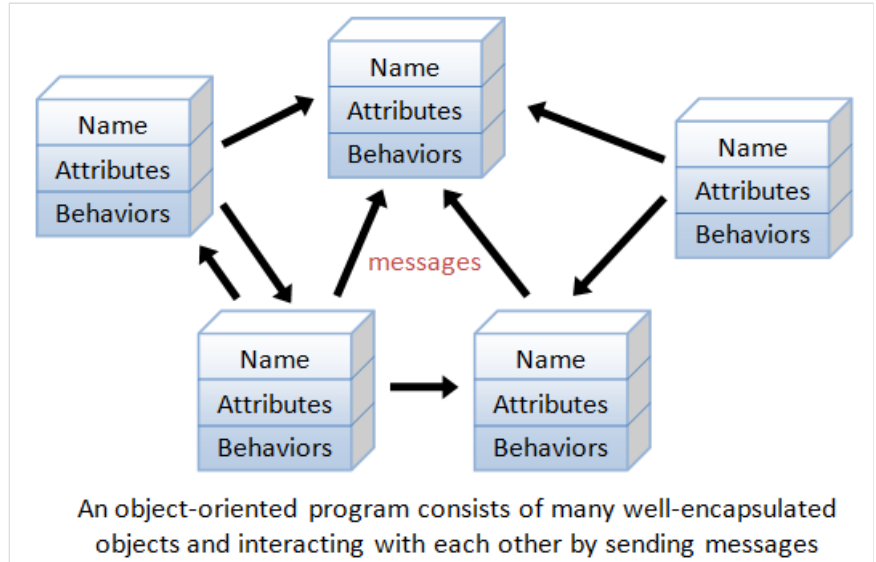 Name
Attributes
Behaviors
Name
Attributes
Behaviors
Name
Attributes
Behaviors
messages
Name
Attributes
Behaviors
Name
Attributes
Behaviors
An object-oriented program consists of many well-encapsulated
objects and interacting with each other by sending messages